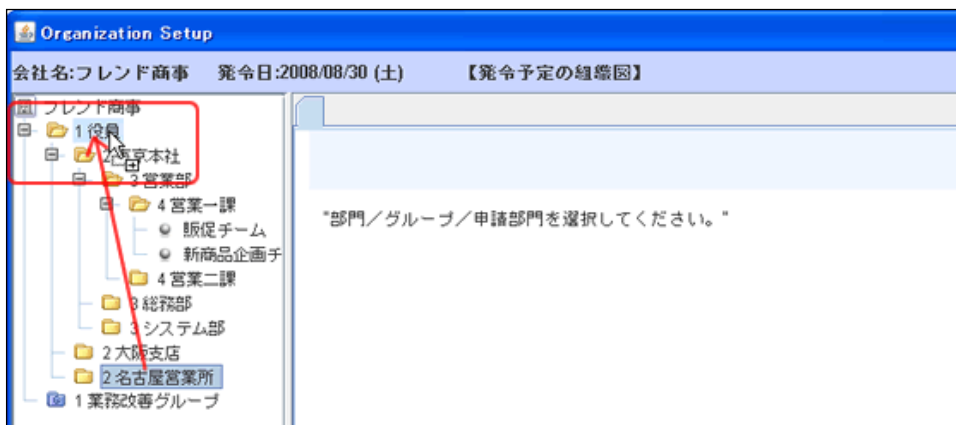 Organization Setup
会社名:フレンド商事 発令日:2008/08/30 (土) 【発令予定の組織図】
フレンド商事
1 役員
2 東京本社
3 営業部
4 営業一課
販促チーム
新商品企画チ
4 営業二課
3 総務部
3 システム部
2 大阪支店
2 名古屋営業所
1 業務改善グループ
"部門／グループ／申請部門を選択してください。"